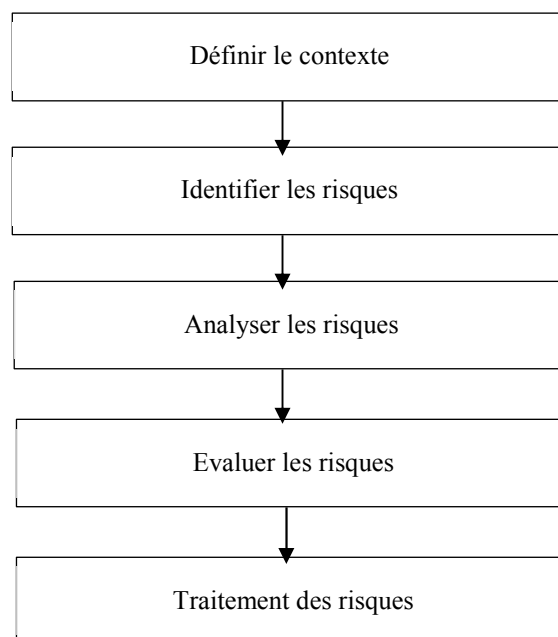 Définir le contexte
Identifier les risques
Analyser les risques
Evaluer les risques
Traitement des risques